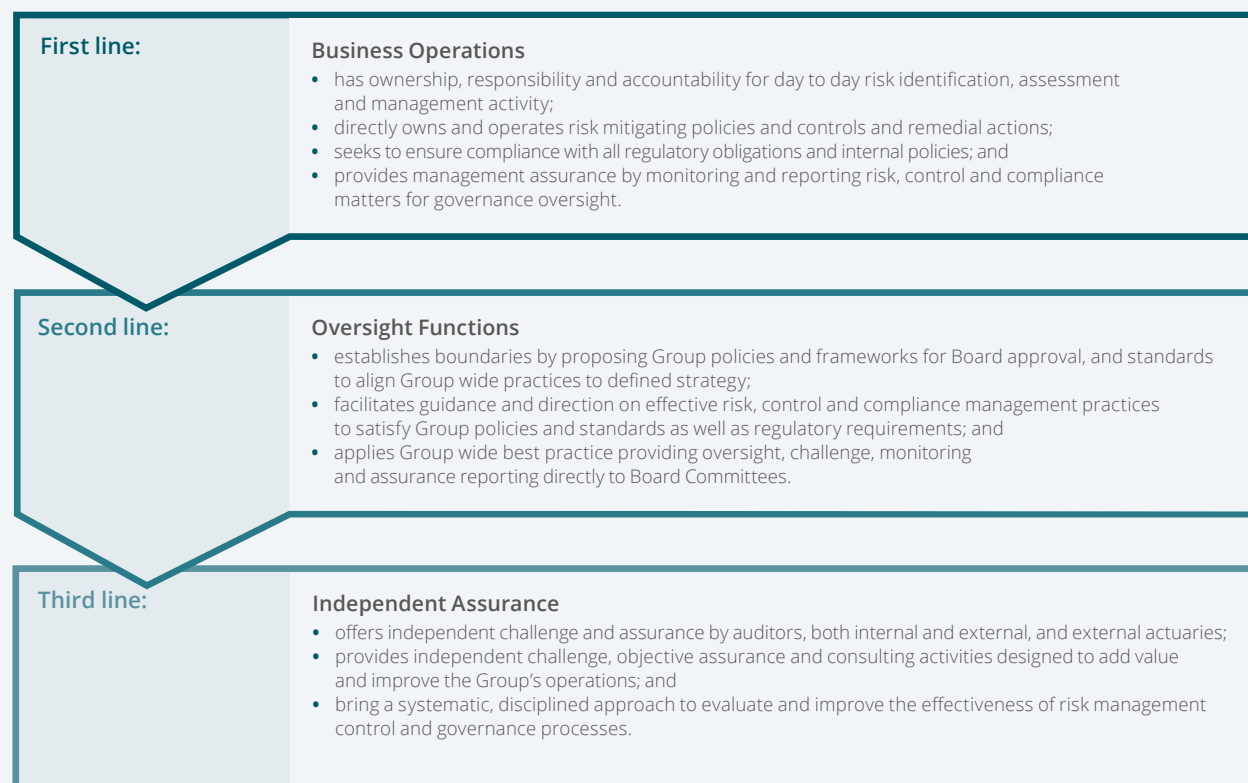 First line:
Business Operations
• has ownership, responsibility and accountability for day to day risk identification, assessment
and management activity;
• directly owns and operates risk mitigating policies and controls and remedial actions;
• seeks to ensure compliance with all regulatory obligations and internal policies; and
• provides management assurance by monitoring and reporting risk, control and compliance
matters for governance oversight.
Second line:
Oversight Functions
• establishes boundaries by proposing Group policies and frameworks for Board approval, and standards
to align Group wide practices to defined strategy;
• facilitates guidance and direction on effective risk, control and compliance management practices
to satisfy Group policies and standards as well as regulatory requirements; and
• applies Group wide best practice providing oversight, challenge, monitoring
and assurance reporting directly to Board Committees.
Third line:
Independent Assurance
• offers independent challenge and assurance by auditors, both internal and external, and external actuaries;
• provides independent challenge, objective assurance and consulting activities designed to add value
and improve the Group’s operations; and
• bring a systematic, disciplined approach to evaluate and improve the effectiveness of risk management
control and governance processes.